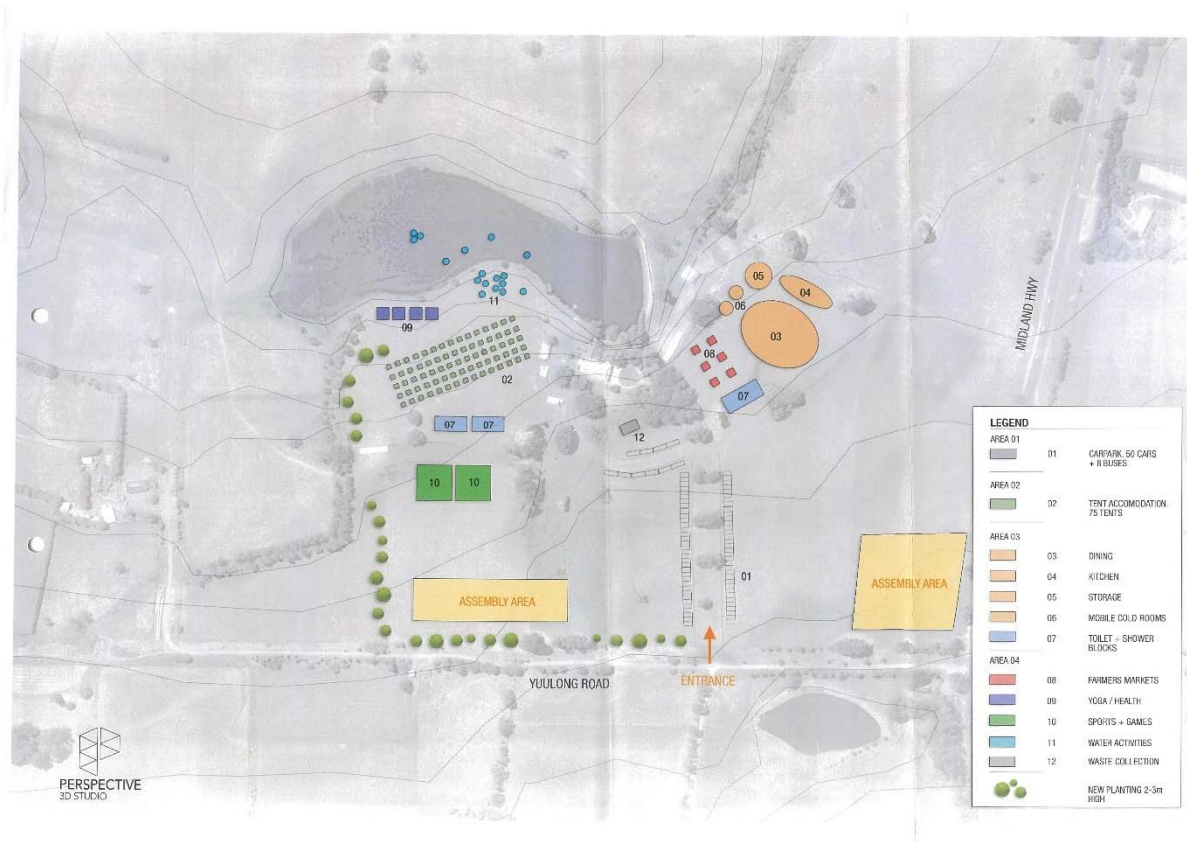 05
04
06
03
11
09
08
02
07
07
07
12
10
10
01
MIDLAND HWY
ASSEMBLY AREA
ASSEMBLY AREA
YUULONG ROAD
ENTRANCE
PERSPECTIVE
3D STUDIO
LEGEND
AREA 01
01 CARPARK. 50 CARS
+ 8 BUSES
AREA 02
02 TENT ACCOMODATION.
75 TENTS
AREA 03
03 DINING
04 KITCHEN
05 STORAGE
06 MOBILE COLD ROOMS
07 TOILET + SHOWER
BLOCKS
AREA 04
08 FARMERS MARKETS
09 YOGA / HEALTH
10 SPORTS + GAMES
11 WATER ACTIVITIES
12 WASTE COLLECTION
NEW PLANTING 2-3m
HIGH